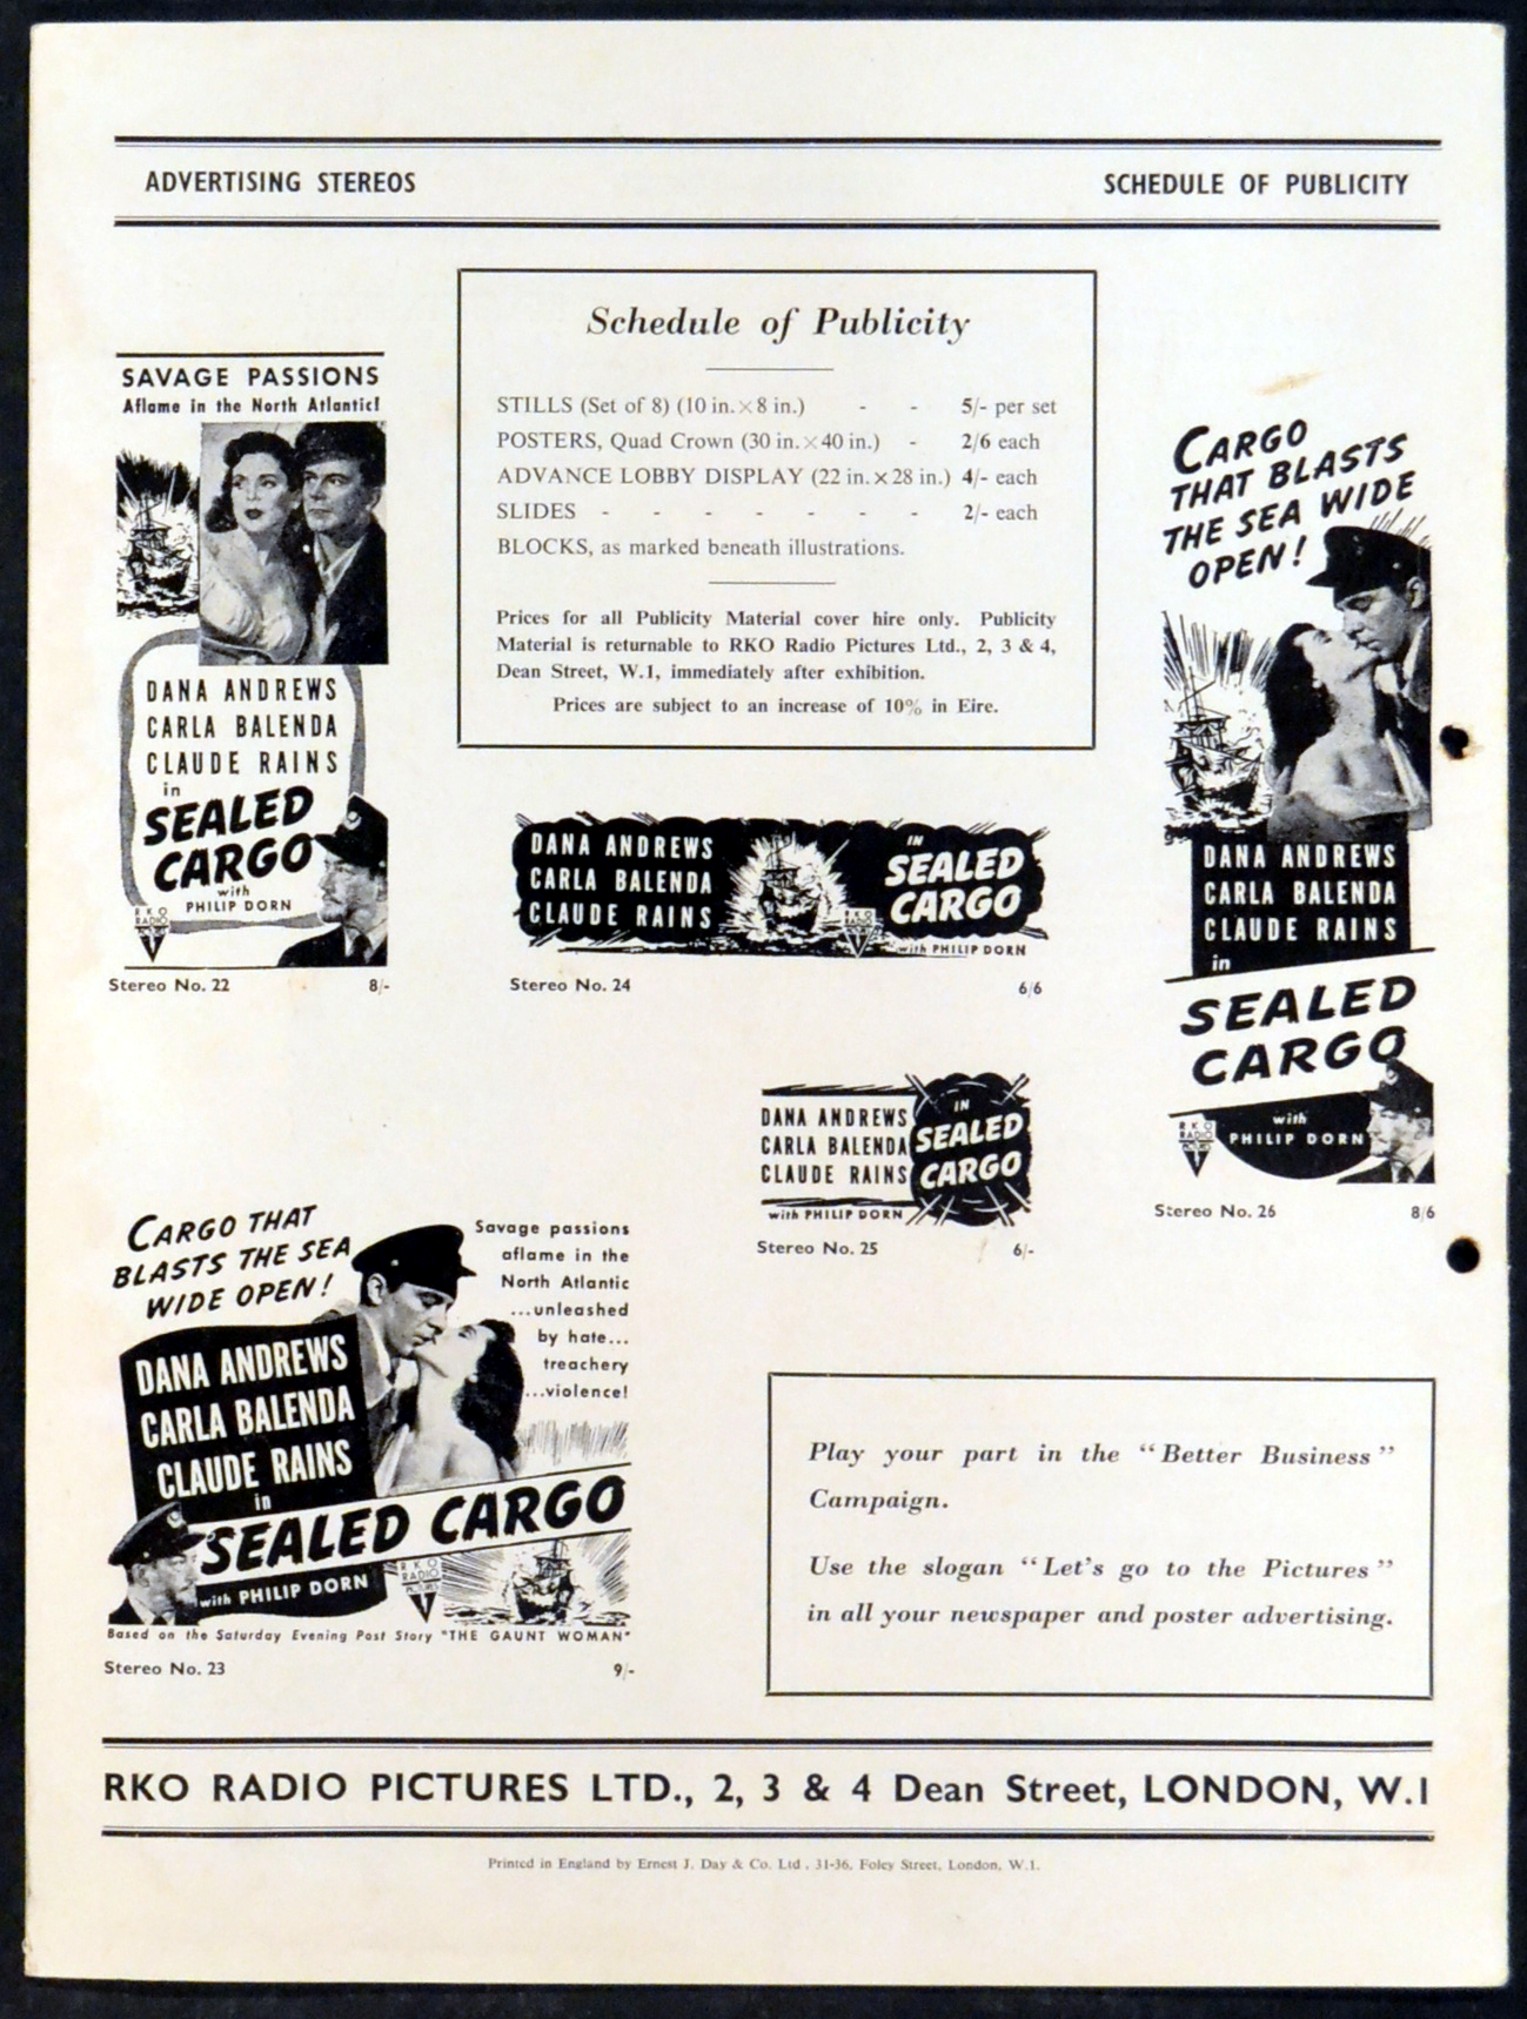 ADVERTISING STEREOS
SCHEDULE OF PUBLICITY
Schedule of Publicity
STILLS (Set of 8) (10 in. × 8 in.) - - 5/- per set
POSTERS, Quad Crown (30 in. × 40 in.) - 2/6 each
ADVANCE LOBBY DISPLAY (22 in. × 28 in.) 4/- each
SLIDES - - - - - - - 2/- each
BLOCKS, as marked beneath illustrations.
Prices for all Publicity Material cover hire only. Publicity
Material is returnable to RKO Radio Pictures Ltd., 2, 3 & 4,
Dean Street, W.1, immediately after exhibition.
Prices are subject to an increase of 10% in Eire.
SAVAGE PASSIONS
Aflame in the North Atlantic!
DANA ANDREWS
CARLA BALENDA
CLAUDE RAINS
in
SEALED
CARGO
with
PHILIP DORN
RKO
RADIO
Stereo No. 22 8/-
DANA ANDREWS
CARLA BALENDA
CLAUDE RAINS
IN
SEALED
CARGO
RKO
RADIO
with PHILIP DORN
Stereo No. 24 6/6
CARGO
THAT BLASTS
THE SEA WIDE
OPEN!
DANA ANDREWS
CARLA BALENDA
CLAUDE RAINS
in
SEALED
CARGO
with
PHILIP DORN
RKO
RADIO
PICTURES
Stereo No. 26 8/6
DANA ANDREWS
CARLA BALENDA
CLAUDE RAINS
IN
SEALED
CARGO
with PHILIP DORN
Stereo No. 25 6/-
CARGO THAT
BLASTS THE SEA
WIDE OPEN!
Savage passions
aflame in the
North Atlantic
...unleashed
by hate...
treachery
...violence!
DANA ANDREWS
CARLA BALENDA
CLAUDE RAINS
in
SEALED CARGO
with PHILIP DORN
RKO
RADIO
PICTURES
Based on the Saturday Evening Post Story "THE GAUNT WOMAN"
Stereo No. 23 9/-
Play your part in the “Better Business”
Campaign.
Use the slogan “Let's go to the Pictures”
in all your newspaper and poster advertising.
RKO RADIO PICTURES LTD., 2, 3 & 4 Dean Street, LONDON, W.1
Printed in England by Ernest J. Day & Co. Ltd., 31-36, Foley Street, London, W.1.